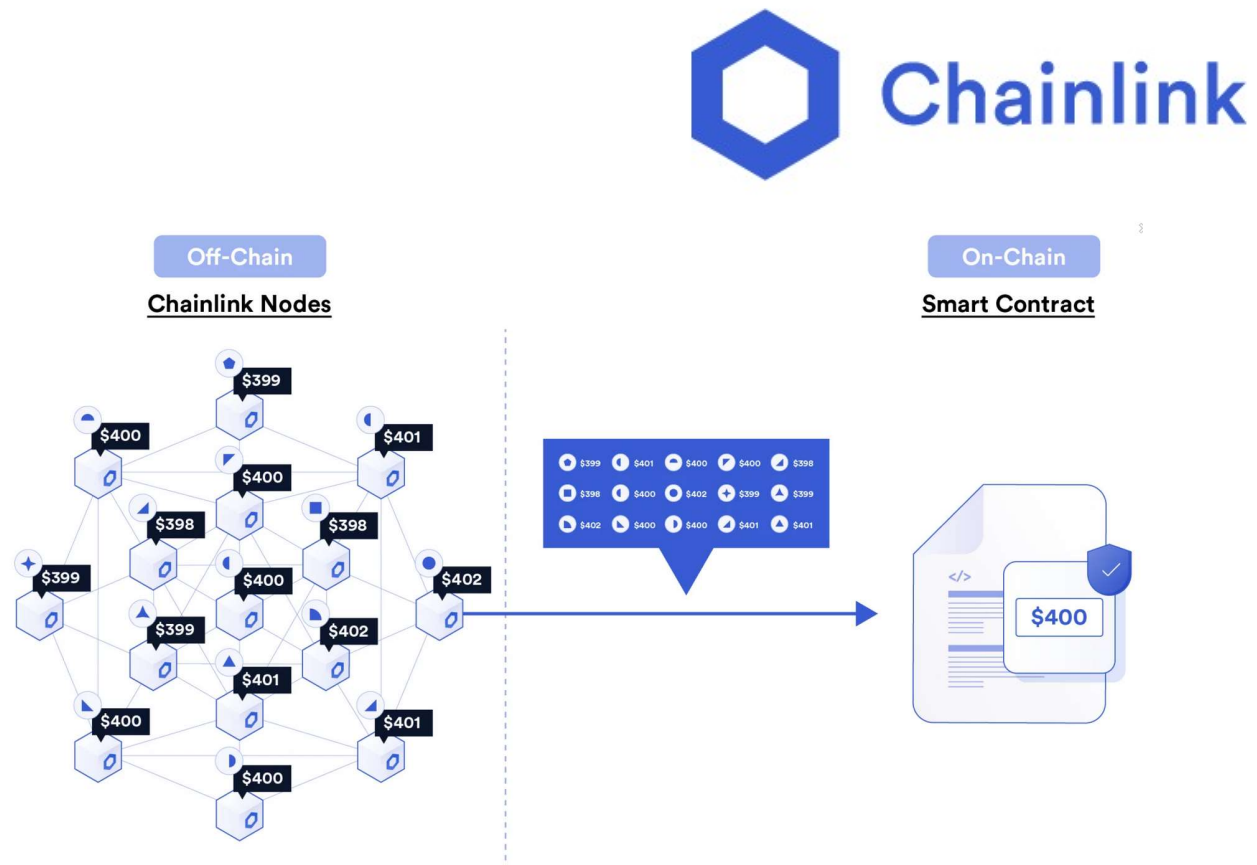 Chainlink
Off-Chain
On-Chain
Chainlink Nodes
Smart Contract
$399
$400
$401
$400
$398
$398
$399
$400
$402
$399
$402
$401
$400
$401
$400
$399 $401 $400 $400 $398
$398 $400 $402 $399 $399
$402 $400 $400 $401 $401
</>
$400